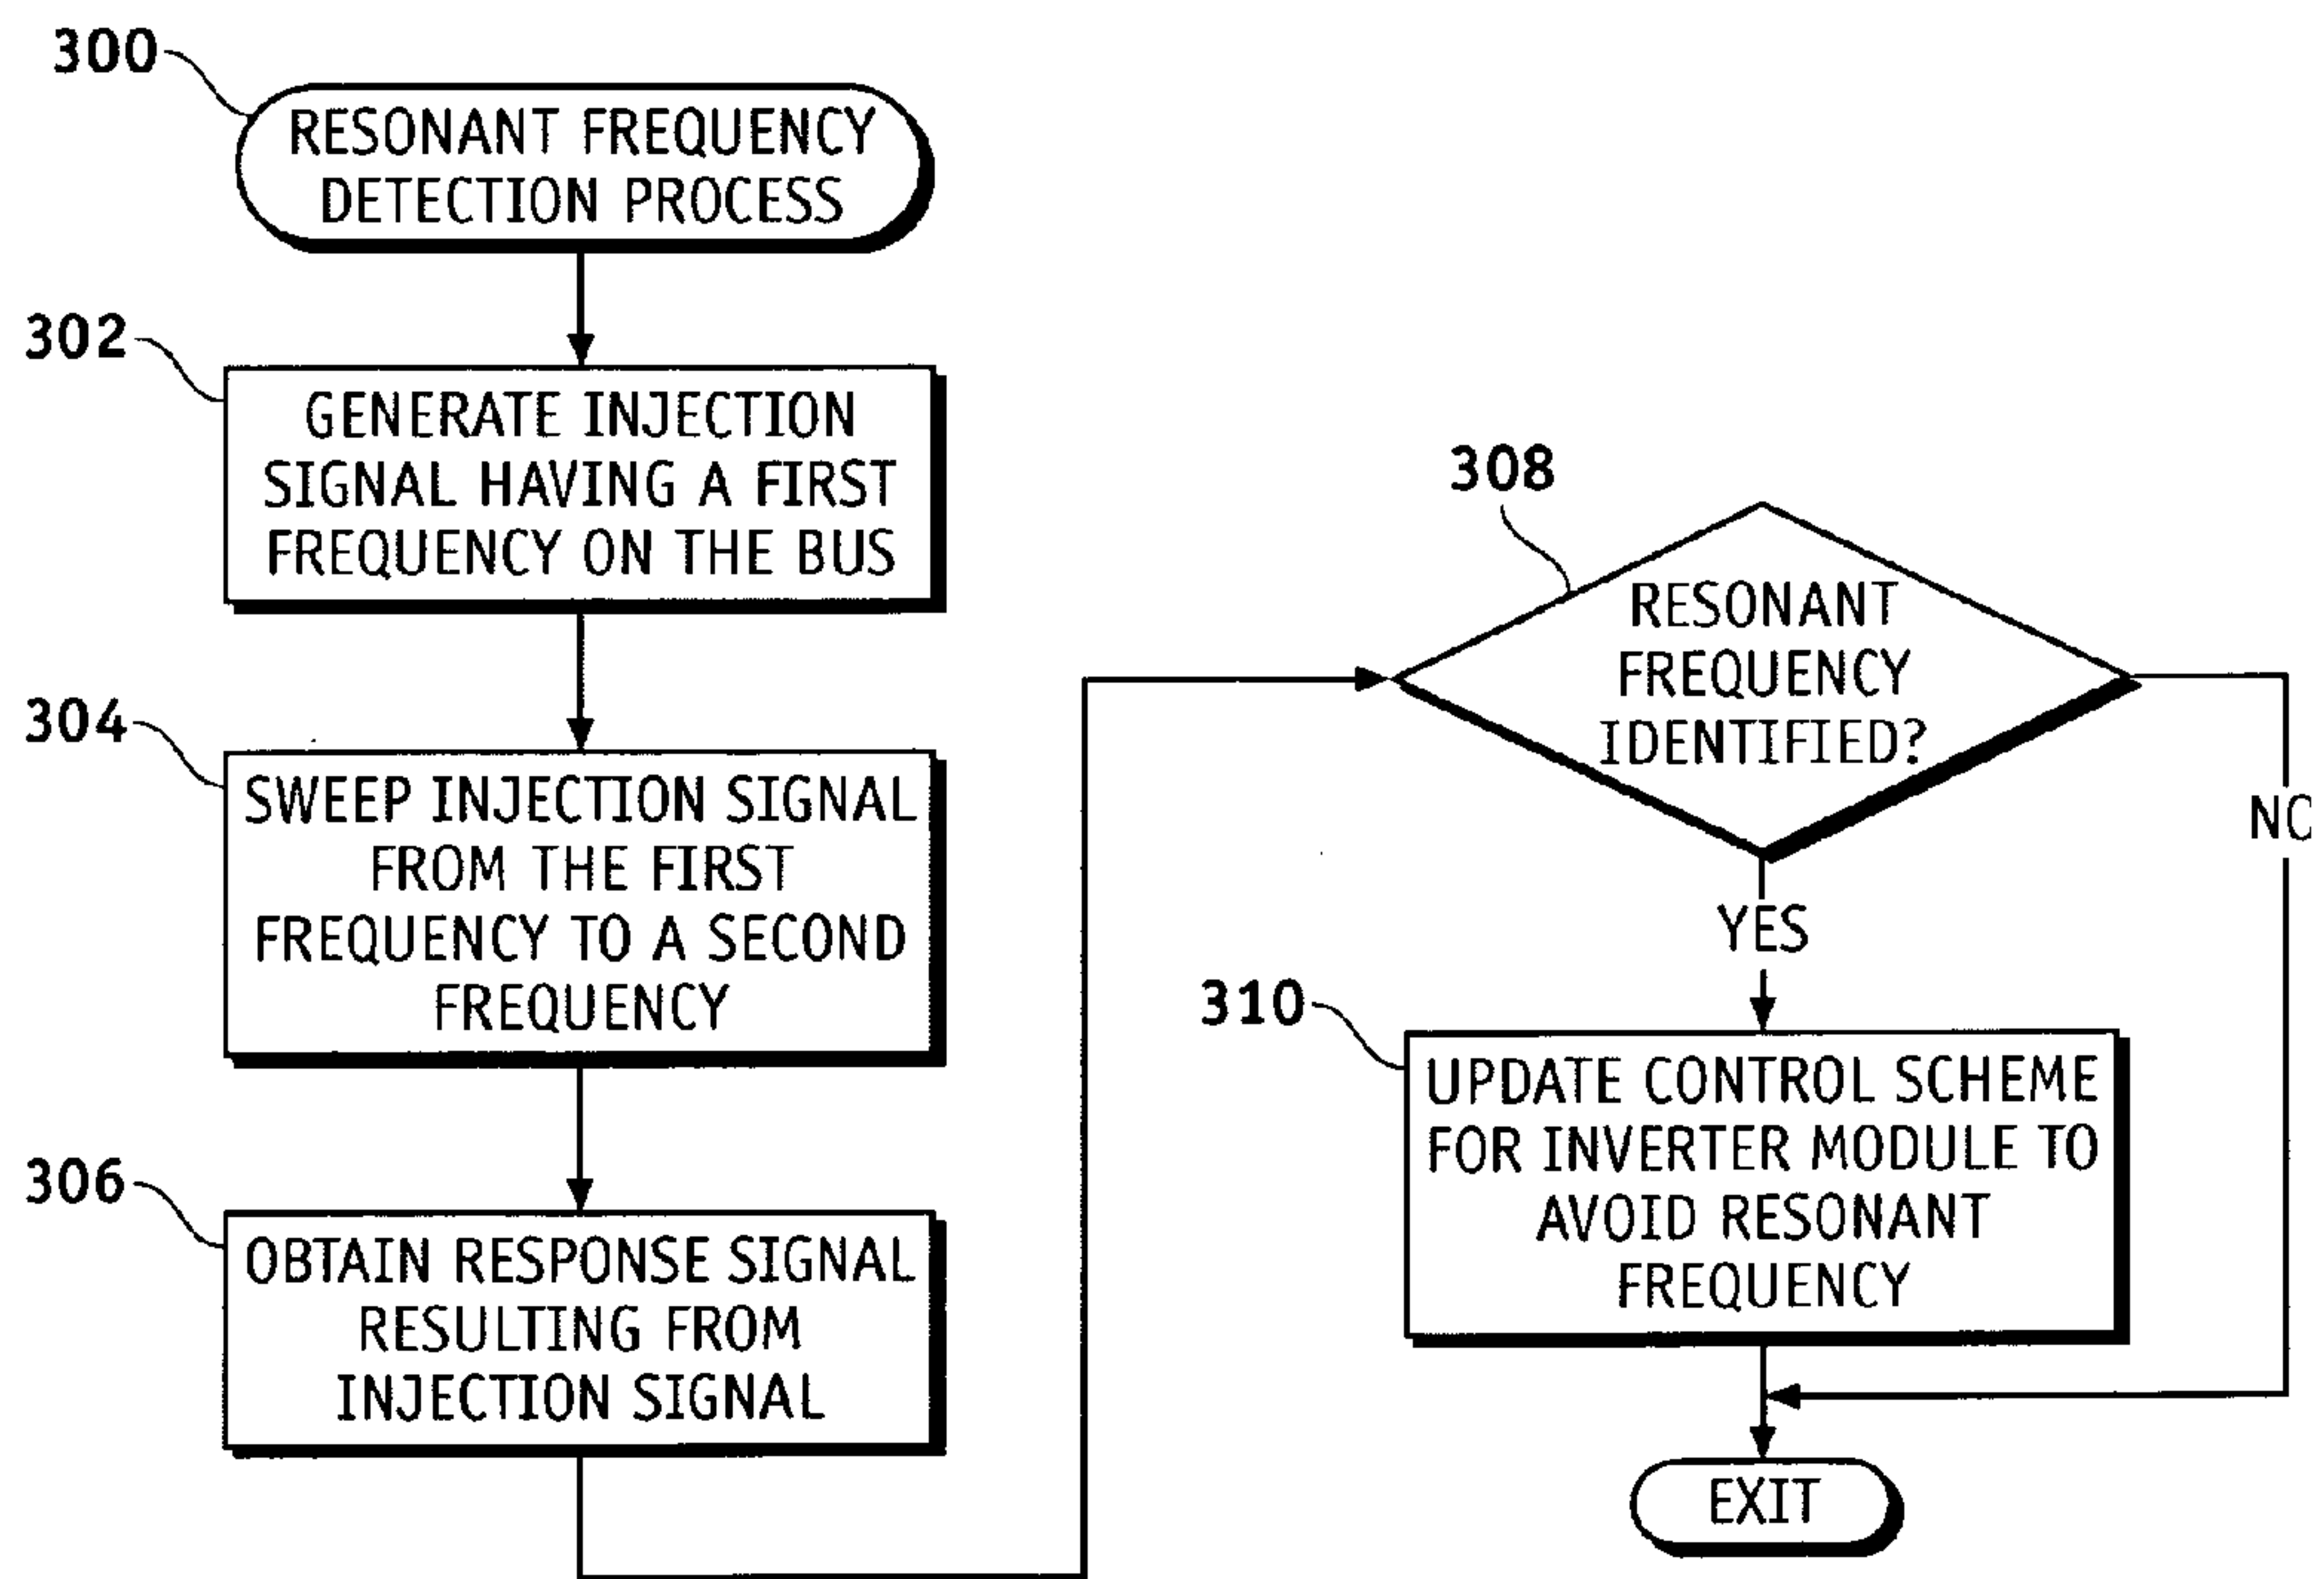 300
RESONANT FREQUENCY
DETECTION PROCESS
302
GENERATE INJECTION
SIGNAL HAVING A FIRST
FREQUENCY ON THE BUS
304
SWEEP INJECTION SIGNAL
FROM THE FIRST
FREQUENCY TO A SECOND
FREQUENCY
306
OBTAIN RESPONSE SIGNAL
RESULTING FROM
INJECTION SIGNAL
308
RESONANT
FREQUENCY
IDENTIFIED?
NO
YES
310
UPDATE CONTROL SCHEME
FOR INVERTER MODULE TO
AVOID RESONANT
FREQUENCY
EXIT